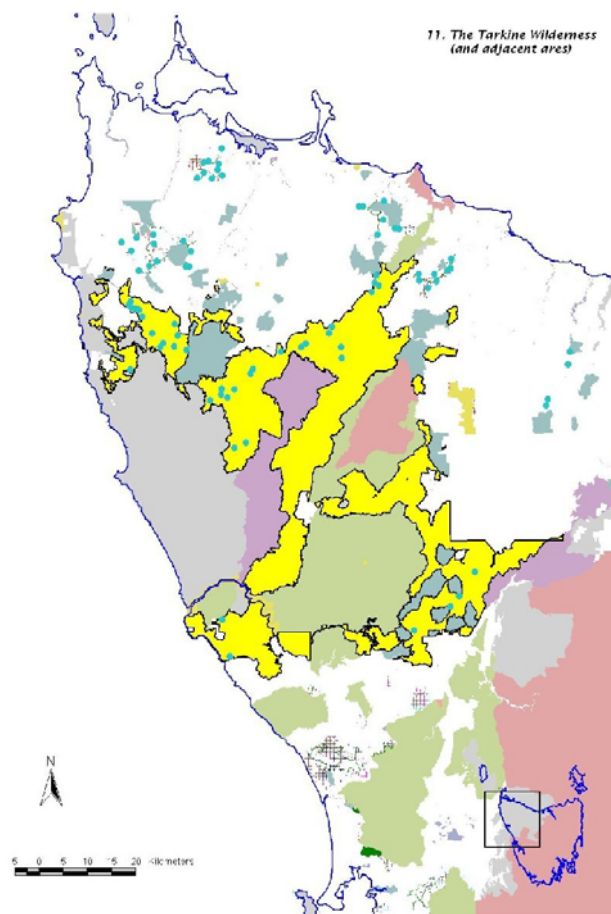 11. The Tarkine Wilderness
(and adjacent ares)
N
5 0 5 10 15 20 Kilometers